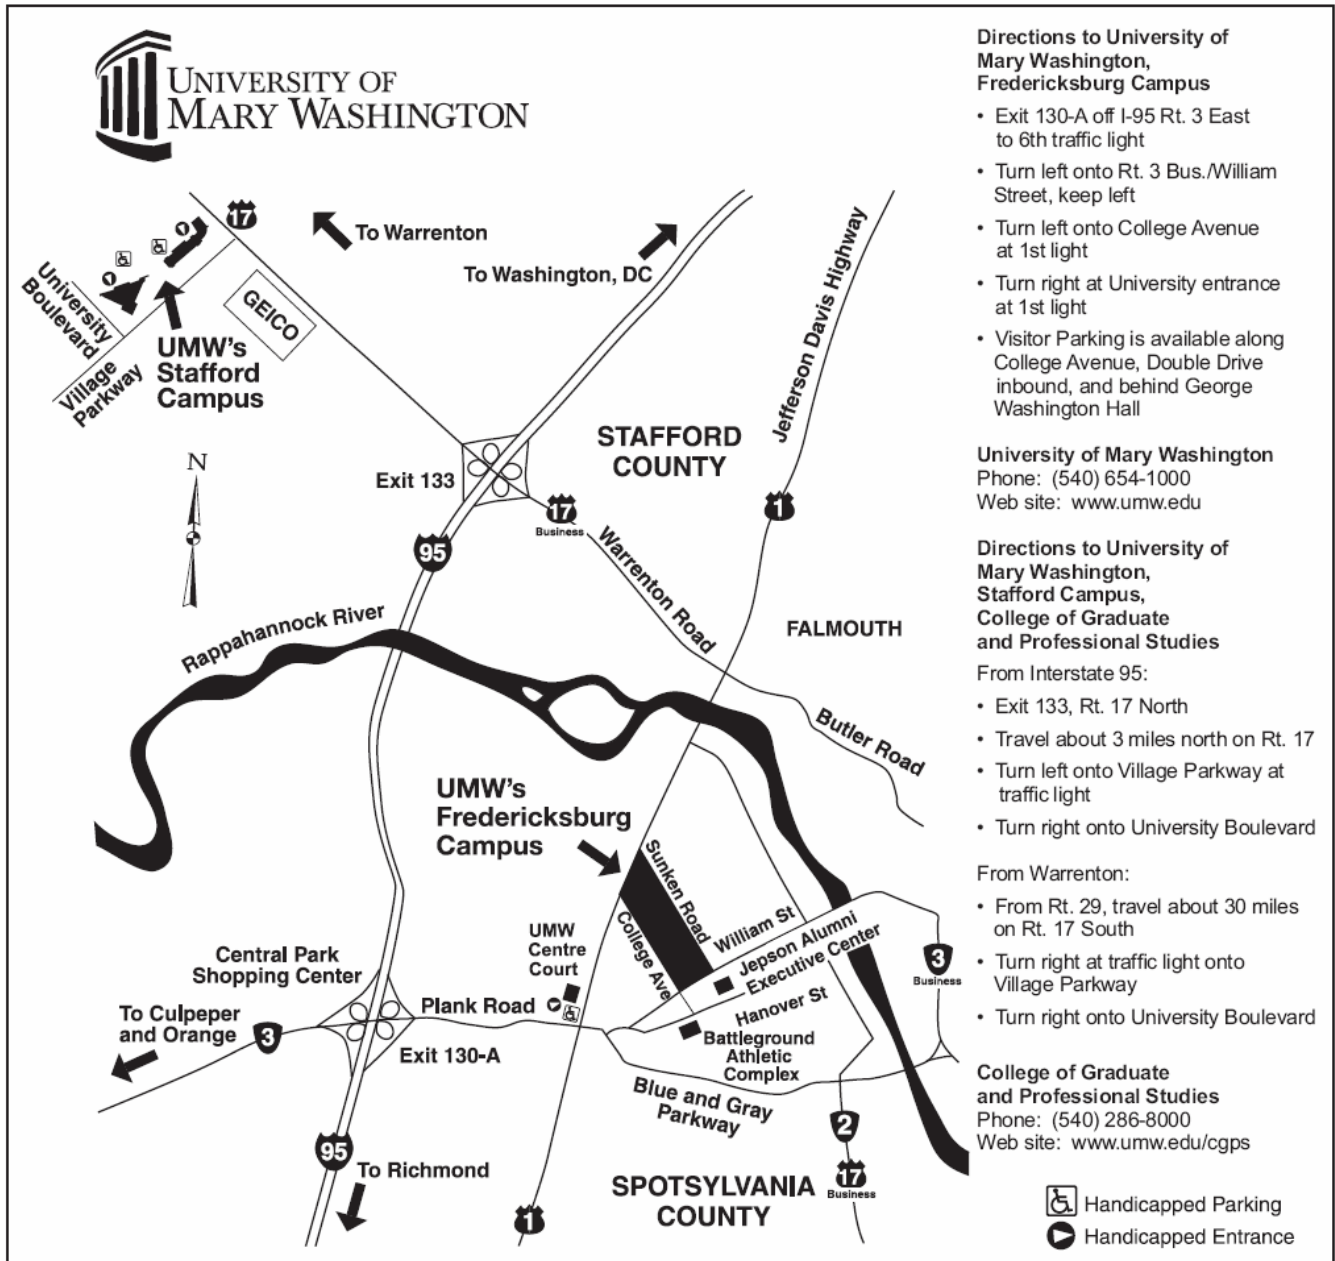 UNIVERSITY OF
MARY WASHINGTON
17
To Warrenton
To Washington, DC
Jefferson Davis Highway
University
Boulevard
GEICO
UMW's
Stafford
Campus
Village
Parkway
N
STAFFORD
COUNTY
Exit 133
17
Business
1
95
Warrenton Road
Rappahannock River
FALMOUTH
Butler Road
UMW's
Fredericksburg
Campus
Sunken Road
College Ave
William St
UMW
Centre
Court
Jepson Alumni
Executive Center
Central Park
Shopping Center
3
Business
Plank Road
Hanover St
To Culpeper
and Orange
3
Exit 130-A
Battleground
Athletic
Complex
Blue and Gray
Parkway
2
95
To Richmond
17
Business
SPOTSYLVANIA
COUNTY
1
Directions to University of
Mary Washington,
Fredericksburg Campus
• Exit 130-A off I-95 Rt. 3 East
to 6th traffic light
• Turn left onto Rt. 3 Bus./William
Street, keep left
• Turn left onto College Avenue
at 1st light
• Turn right at University entrance
at 1st light
• Visitor Parking is available along
College Avenue, Double Drive
inbound, and behind George
Washington Hall
University of Mary Washington
Phone: (540) 654-1000
Web site: www.umw.edu
Directions to University of
Mary Washington,
Stafford Campus,
College of Graduate
and Professional Studies
From Interstate 95:
• Exit 133, Rt. 17 North
• Travel about 3 miles north on Rt. 17
• Turn left onto Village Parkway at
traffic light
• Turn right onto University Boulevard
From Warrenton:
• From Rt. 29, travel about 30 miles
on Rt. 17 South
• Turn right at traffic light onto
Village Parkway
• Turn right onto University Boulevard
College of Graduate
and Professional Studies
Phone: (540) 286-8000
Web site: www.umw.edu/cgps
Handicapped Parking
Handicapped Entrance